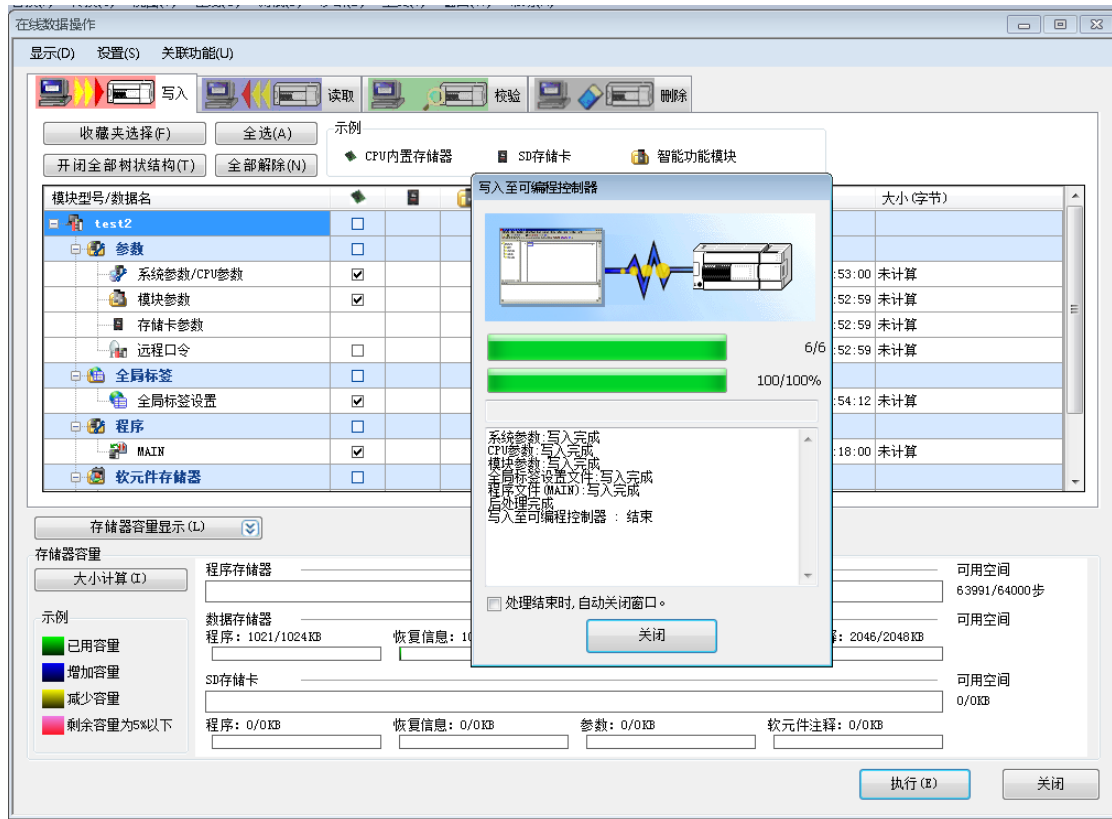 在线数据操作
显示(D) 设置(S) 关联功能(U)
写入 读取 校验 删除
收藏夹选择(F) 全选(A) 示例
开闭全部树状结构(T) 全部解除(N) CPU内置存储器 SD存储卡 智能功能模块
模块型号/数据名 大小(字节)
test2
参数
系统参数/CPU参数 :53:00 未计算
模块参数 :52:59 未计算
存储卡参数 :52:59 未计算
远程口令 :52:59 未计算
全局标签
全局标签设置 :54:12 未计算
程序
MAIN :18:00 未计算
软元件存储器
写入至可编程控制器
6/6
100/100%
系统参数:写入完成
CPU参数:写入完成
模块参数:写入完成
全局标签设置文件:写入完成
程序文件(MAIN):写入完成
后处理完成
写入至可编程控制器 : 结束
处理结束时,自动关闭窗口。
关闭
存储器容量显示(L)
存储器容量
大小计算(I)
程序存储器 可用空间
63991/64000步
示例
已用容量
增加容量
减少容量
剩余容量为5%以下
数据存储器 可用空间
程序: 1021/1024KB 恢复信息: 10 : 2046/2048KB
SD存储卡 可用空间
0/0KB
程序: 0/0KB 恢复信息: 0/0KB 参数: 0/0KB 软元件注释: 0/0KB
执行(E) 关闭